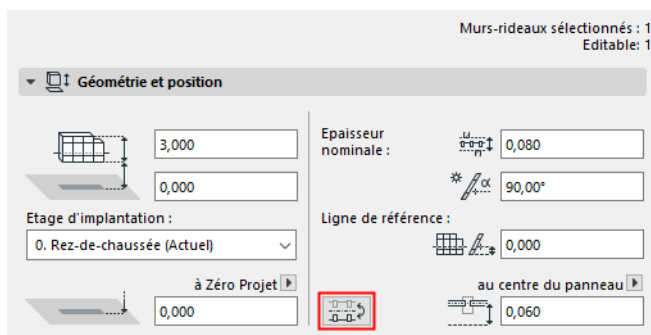 Murs-rideaux sélectionnés : 1
Editable: 1
Géométrie et position
3,000
0,000
Etage d'implantation :
0. Rez-de-chaussée (Actuel)
à Zéro Projet
0,000
Epaisseur
nominale :
0,080
α
90,00°
Ligne de référence :
0,000
au centre du panneau
0,060